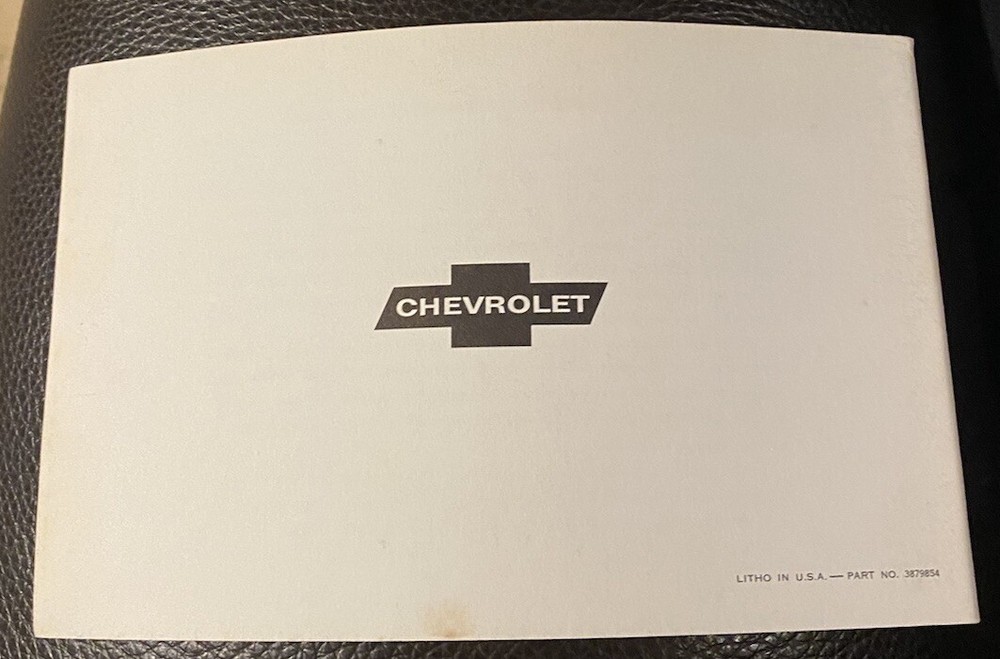 CHEVROLET
LITHO IN U.S.A.—PART NO. 3879854